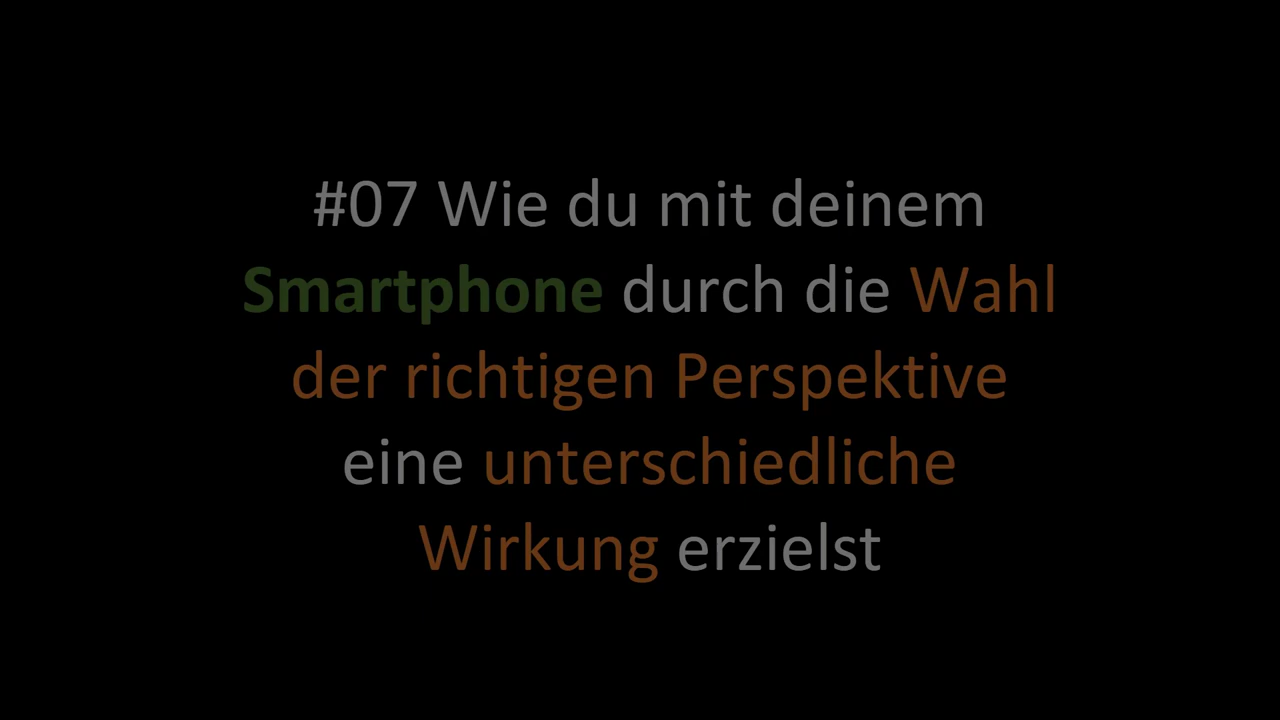 #07 Wie du mit deinem
Smartphone durch die Wahl
der richtigen Perspektive
eine unterschiedliche
Wirkung erzielst